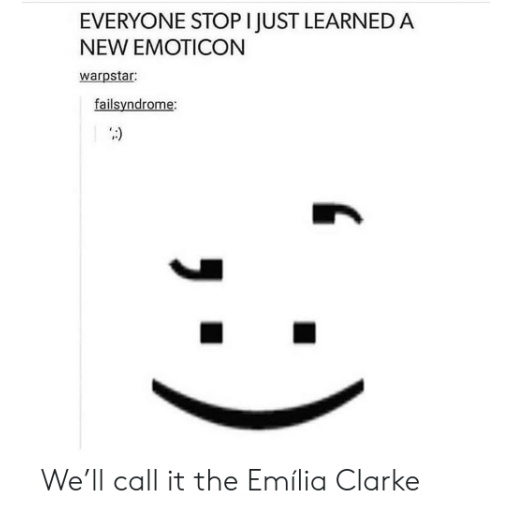 EVERYONE STOP I JUST LEARNED A
NEW EMOTICON
warpstar:
failsyndrome:
‘;:)
We’ll call it the Emília Clarke